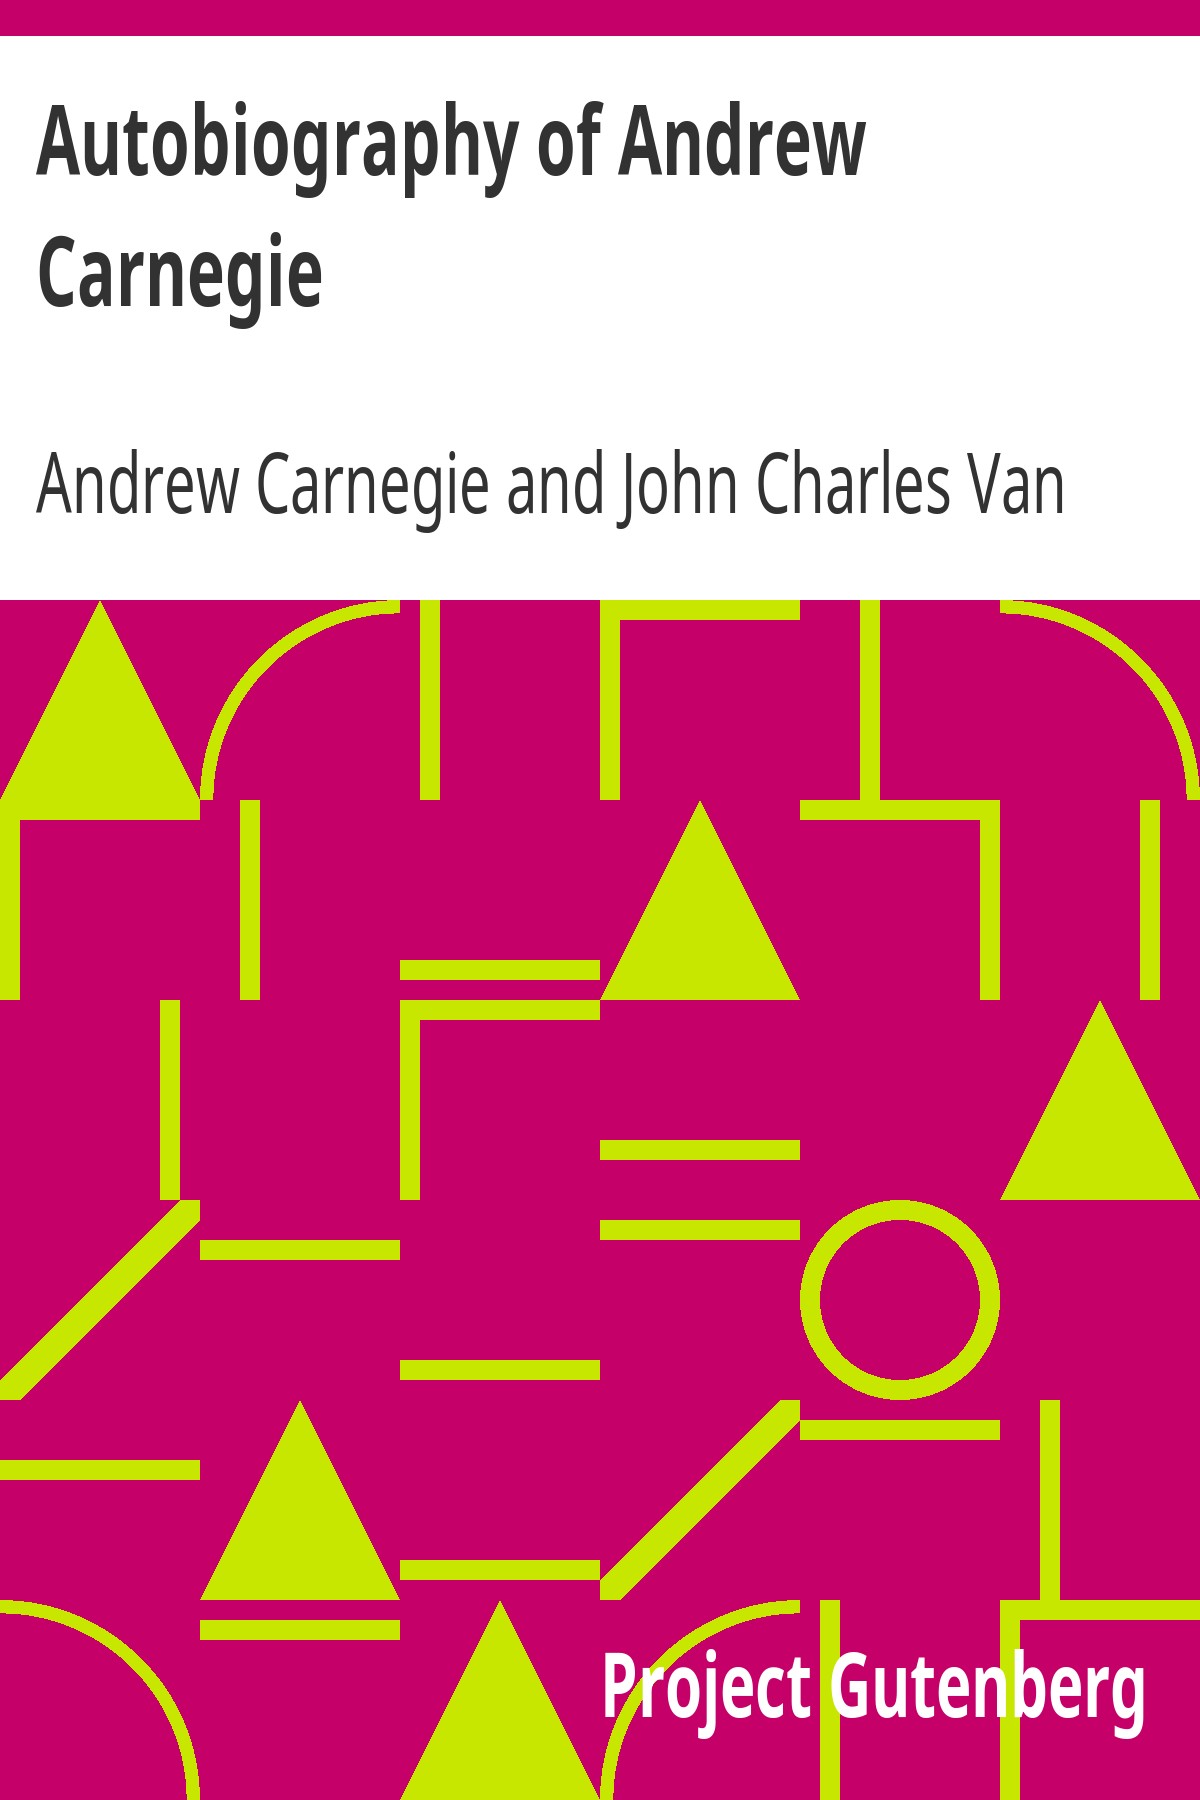 Autobiography of Andrew
Carnegie
Andrew Carnegie and John Charles Van
Project Gutenberg